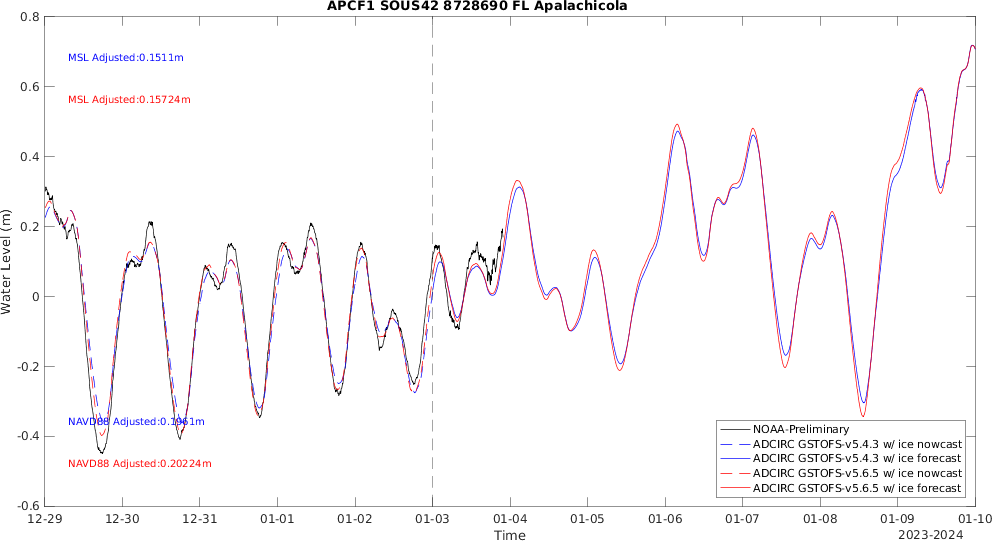 APCF1 SOUS42 8728690 FL Apalachicola
0.8
0.6
0.4
0.2
0
-0.2
-0.4
-0.6
Water Level (m)
MSL Adjusted:0.1511m
MSL Adjusted:0.15724m
NAVD88 Adjusted:0.1961m
NAVD88 Adjusted:0.20224m
NOAA-Preliminary
ADCIRC GSTOFS-v5.4.3 w/ ice nowcast
ADCIRC GSTOFS-v5.4.3 w/ ice forecast
ADCIRC GSTOFS-v5.6.5 w/ ice nowcast
ADCIRC GSTOFS-v5.6.5 w/ ice forecast
12-29 12-30 12-31 01-01 01-02 01-03 01-04 01-05 01-06 01-07 01-08 01-09 01-10
Time
2023-2024